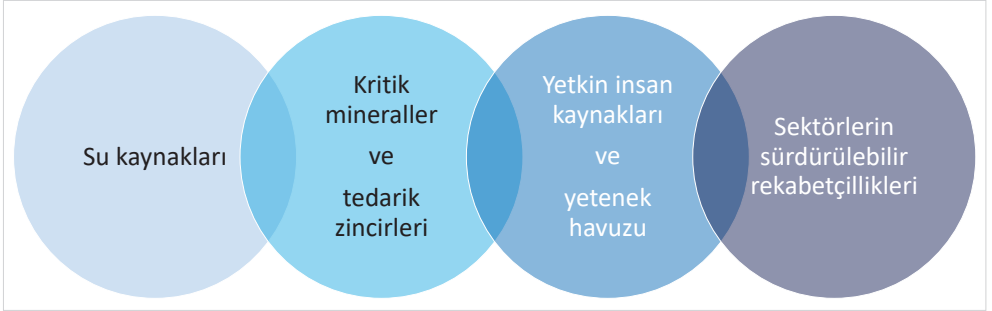 Su kaynakları
Kritik
mineraller
ve
tedarik
zincirleri
Yetkin insan
kaynakları
ve
yetenek
havuzu
Sektörlerin
sürdürülebilir
rekabetçillikleri